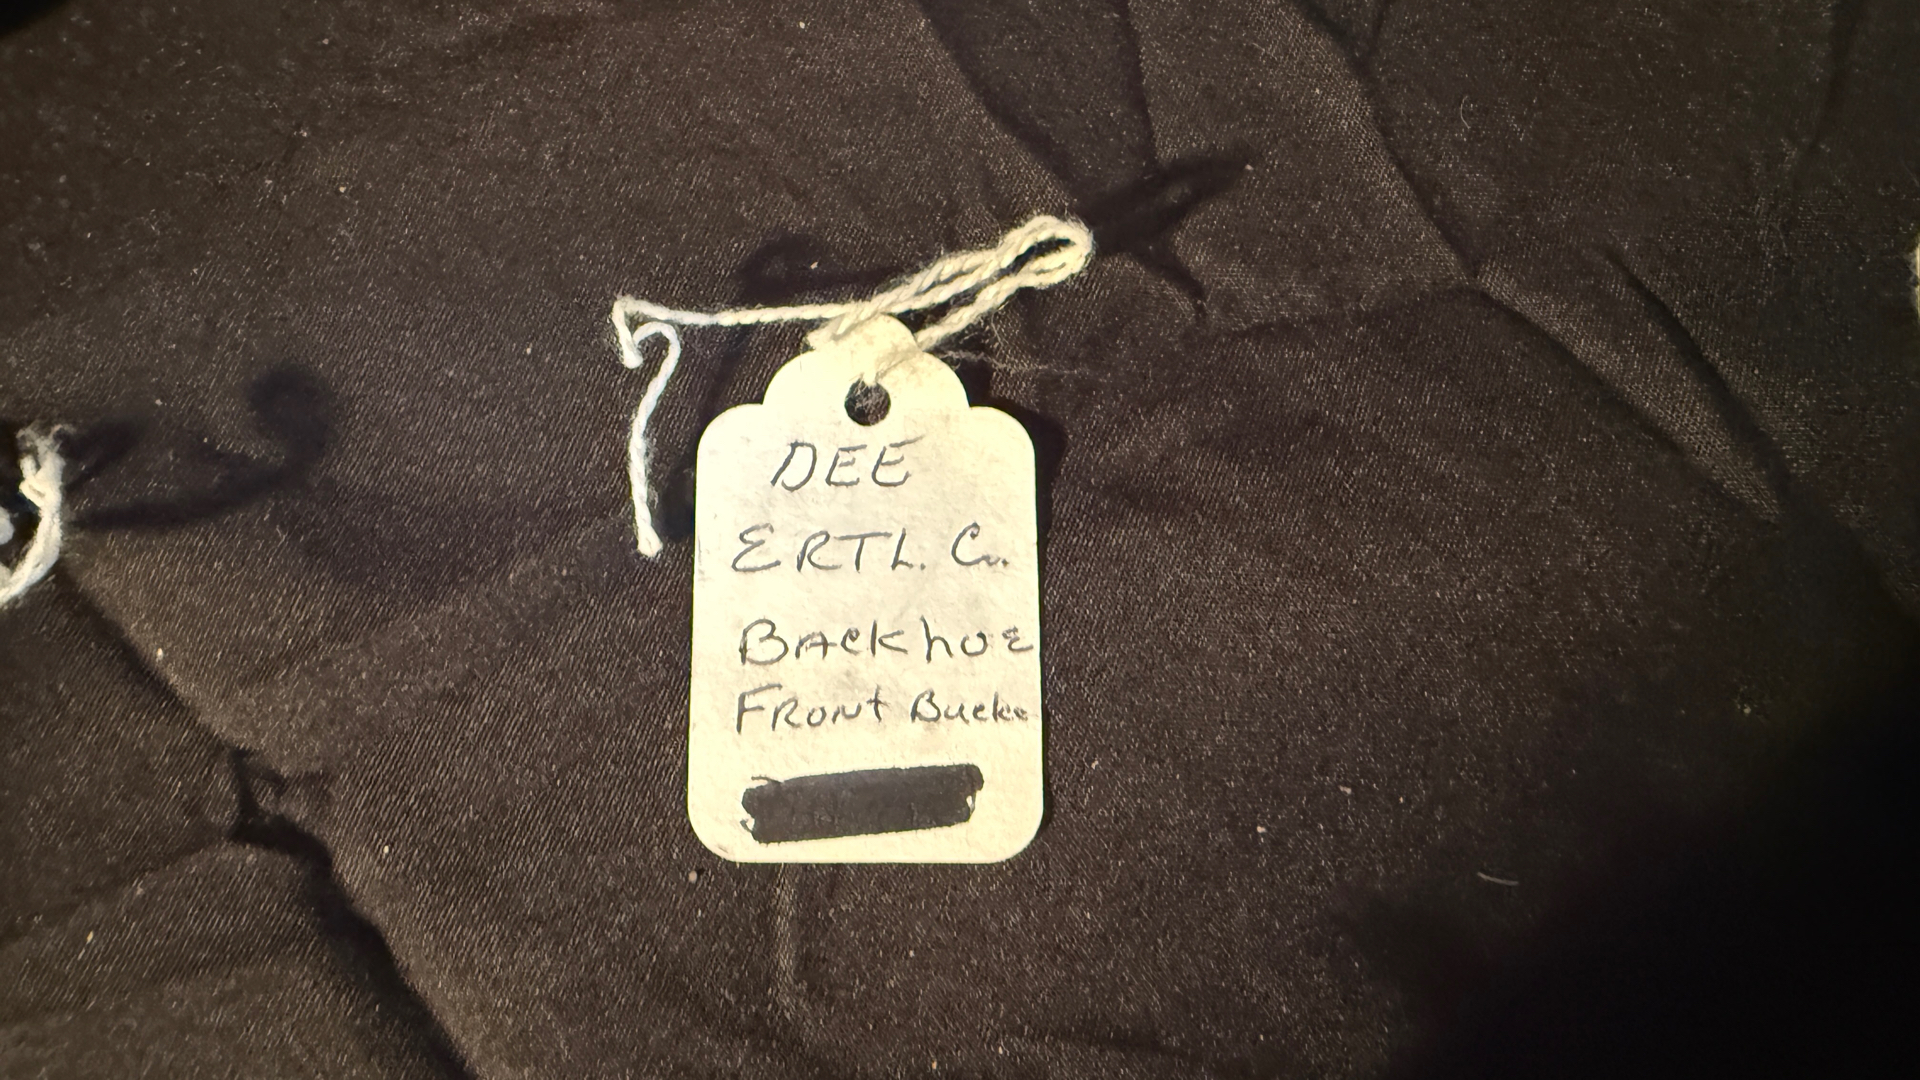 DEE
ERTL. Co.
Backhoe
Front Bucke